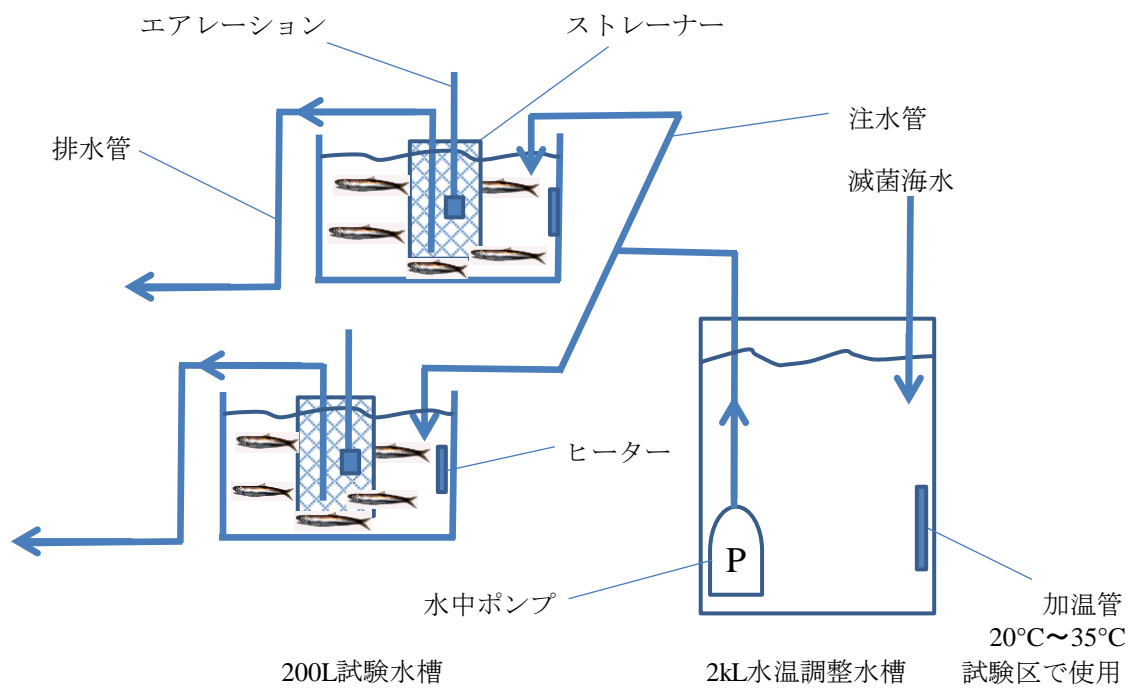 エアレーション
ストレーナー
注水管
排水管
滅菌海水
ヒーター
P
水中ポンプ
加温管
20°C～35°C
試験区で使用
200L試験水槽
2kL水温調整水槽